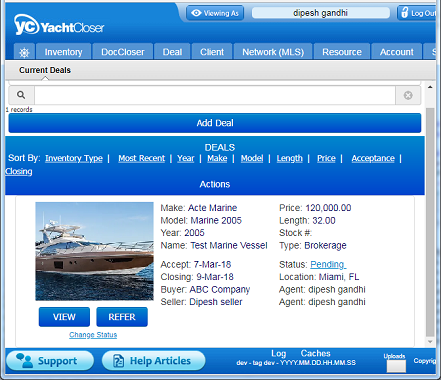 YC YachtCloser
Viewing As dipesh gandhi Log Out
Inventory DocCloser Deal Client Network (MLS) Resource Account S
Current Deals
1 records
Add Deal
DEALS
Sort By: Inventory Type | Most Recent | Year | Make | Model | Length | Price | Acceptance |
Closing
Actions
Make: Acte Marine Price: 120,000.00
Model: Marine 2005 Length: 32.00
Year: 2005 Stock #:
Name: Test Marine Vessel Type: Brokerage
Accept: 7-Mar-18 Status: Pending
Closing: 9-Mar-18 Location: Miami, FL
Buyer: ABC Company Agent: dipesh gandhi
Seller: Dipesh seller Agent: dipesh gandhi
VIEW REFER
Change Status
Support Help Articles Log Caches Uploads Copyrig
dev - tag dev - YYYY.MM.DD.HH.MM.SS